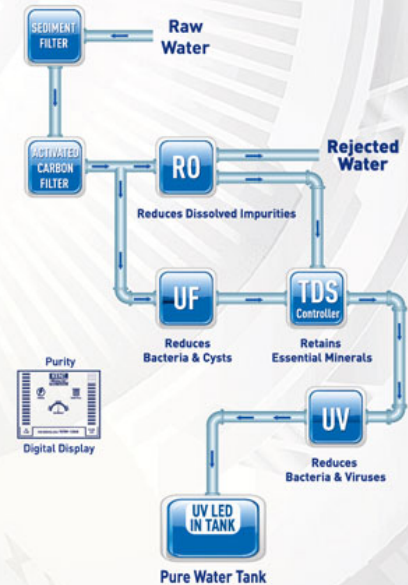 Raw
Water
SEDIMENT
FILTER
ACTIVATED
CARBON
FILTER
RO
Rejected
Water
Reduces Dissolved Impurities
UF
TDS
Controller
Reduces
Bacteria & Cysts
Retains
Essential Minerals
Purity
KENT
Digital Display
UV
Reduces
Bacteria & Viruses
UV LED
IN TANK
Pure Water Tank